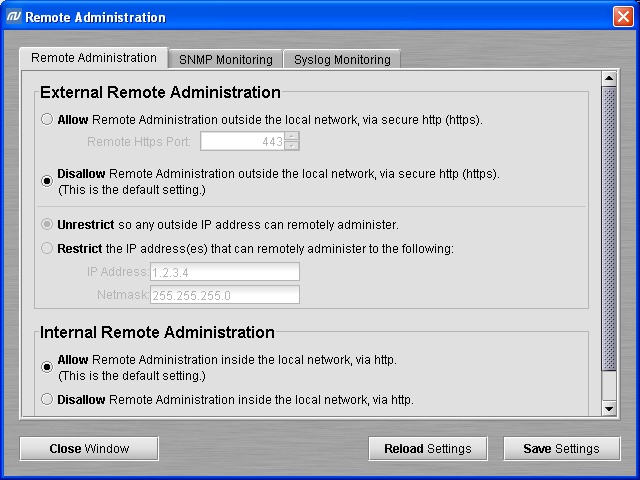 Remote Administration
Remote Administration SNMP Monitoring Syslog Monitoring
External Remote Administration
Allow Remote Administration outside the local network, via secure http (https).
Remote Https Port: 443
Disallow Remote Administration outside the local network, via secure http (https).
(This is the default setting.)
Unrestrict so any outside IP address can remotely administer.
Restrict the IP address(es) that can remotely administer to the following:
IP Address: 1.2.3.4
Netmask: 255.255.255.0
Internal Remote Administration
Allow Remote Administration inside the local network, via http.
(This is the default setting.)
Disallow Remote Administration inside the local network, via http.
Close Window Reload Settings Save Settings